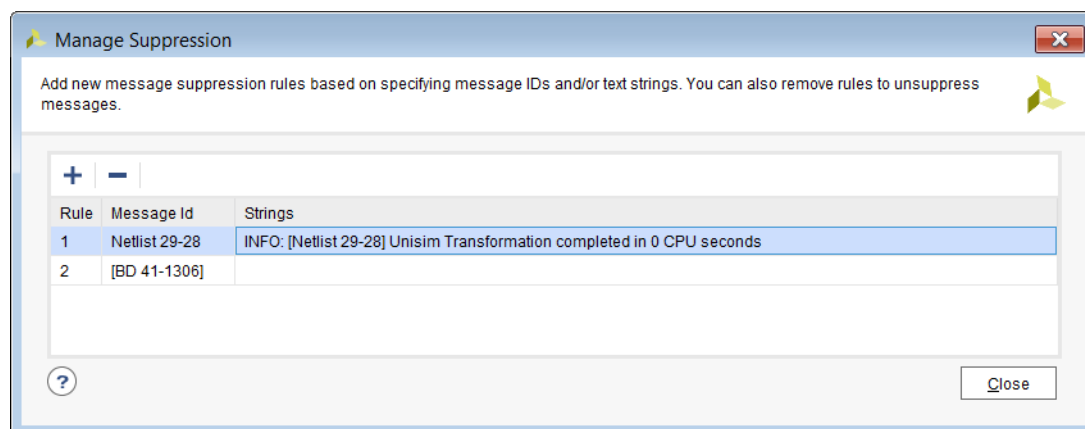 Manage Suppression
Add new message suppression rules based on specifying message IDs and/or text strings. You can also remove rules to unsuppress
messages.
Rule Message Id Strings
1 Netlist 29-28 INFO: [Netlist 29-28] Unisim Transformation completed in 0 CPU seconds
2 [BD 41-1306]
?
Close